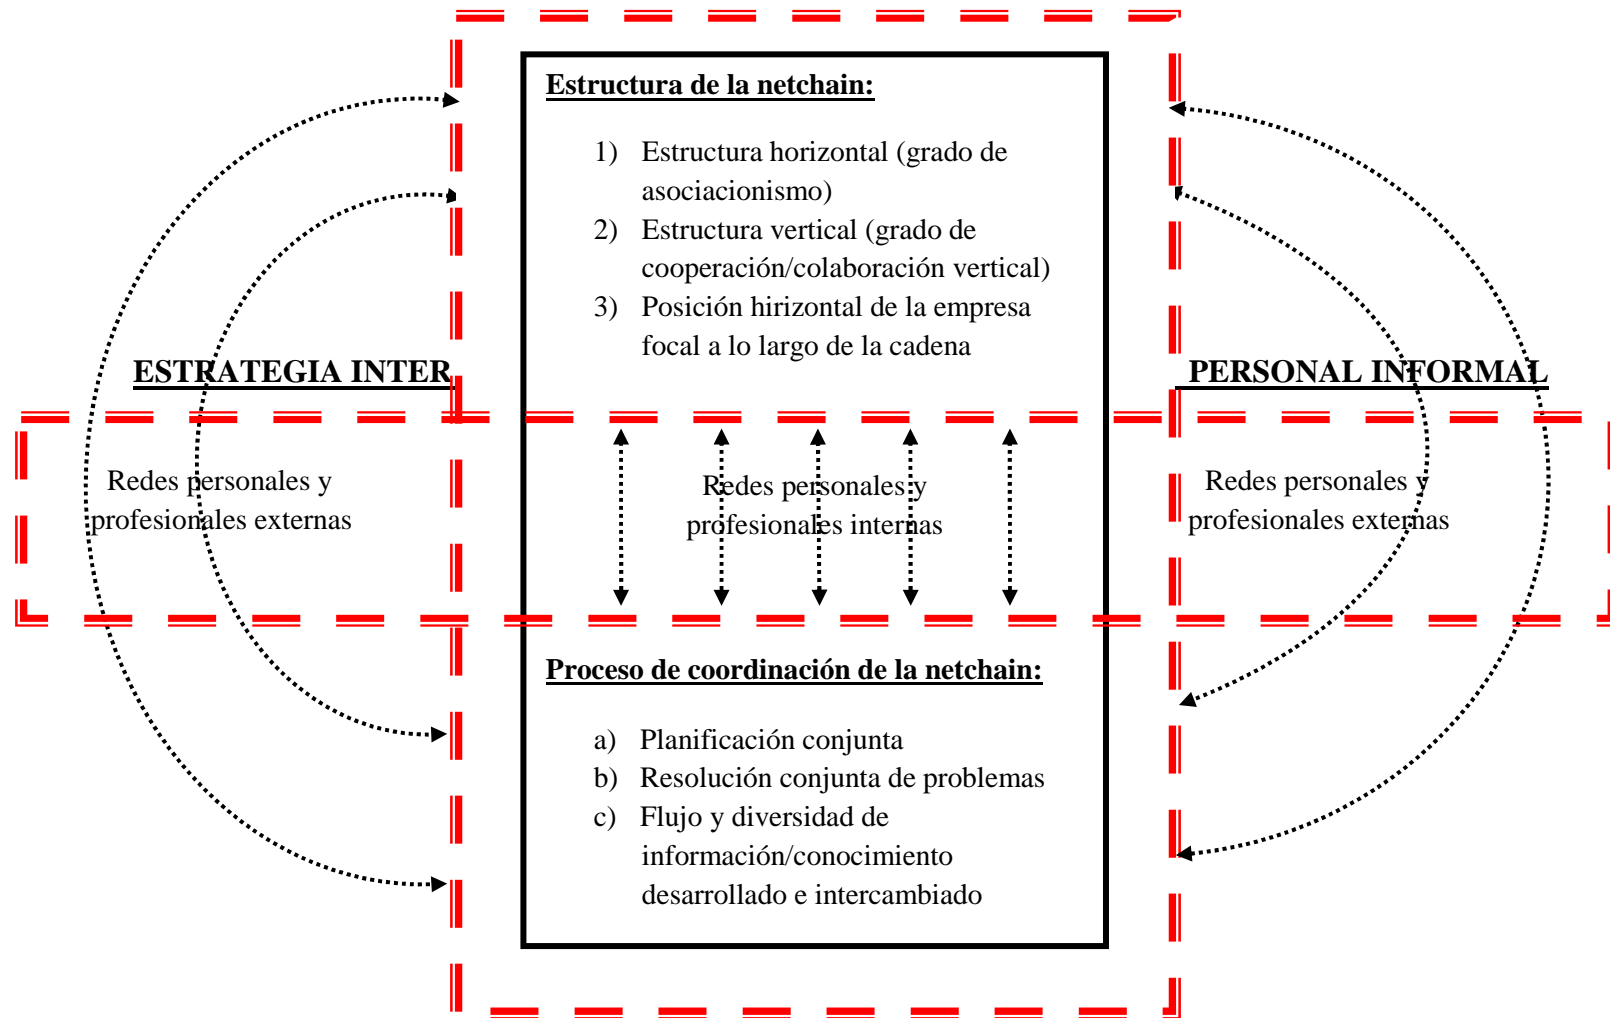 Estructura de la netchain:
1) Estructura horizontal (grado de
asociacionismo)
2) Estructura vertical (grado de
cooperación/colaboración vertical)
3) Posición hirizontal de la empresa
focal a lo largo de la cadena
ESTRATEGIA INTER
PERSONAL INFORMAL
Redes personales y
profesionales externas
Redes personales y
profesionales internas
Redes personales y
profesionales externas
Proceso de coordinación de la netchain:
a) Planificación conjunta
b) Resolución conjunta de problemas
c) Flujo y diversidad de
información/conocimiento
desarrollado e intercambiado